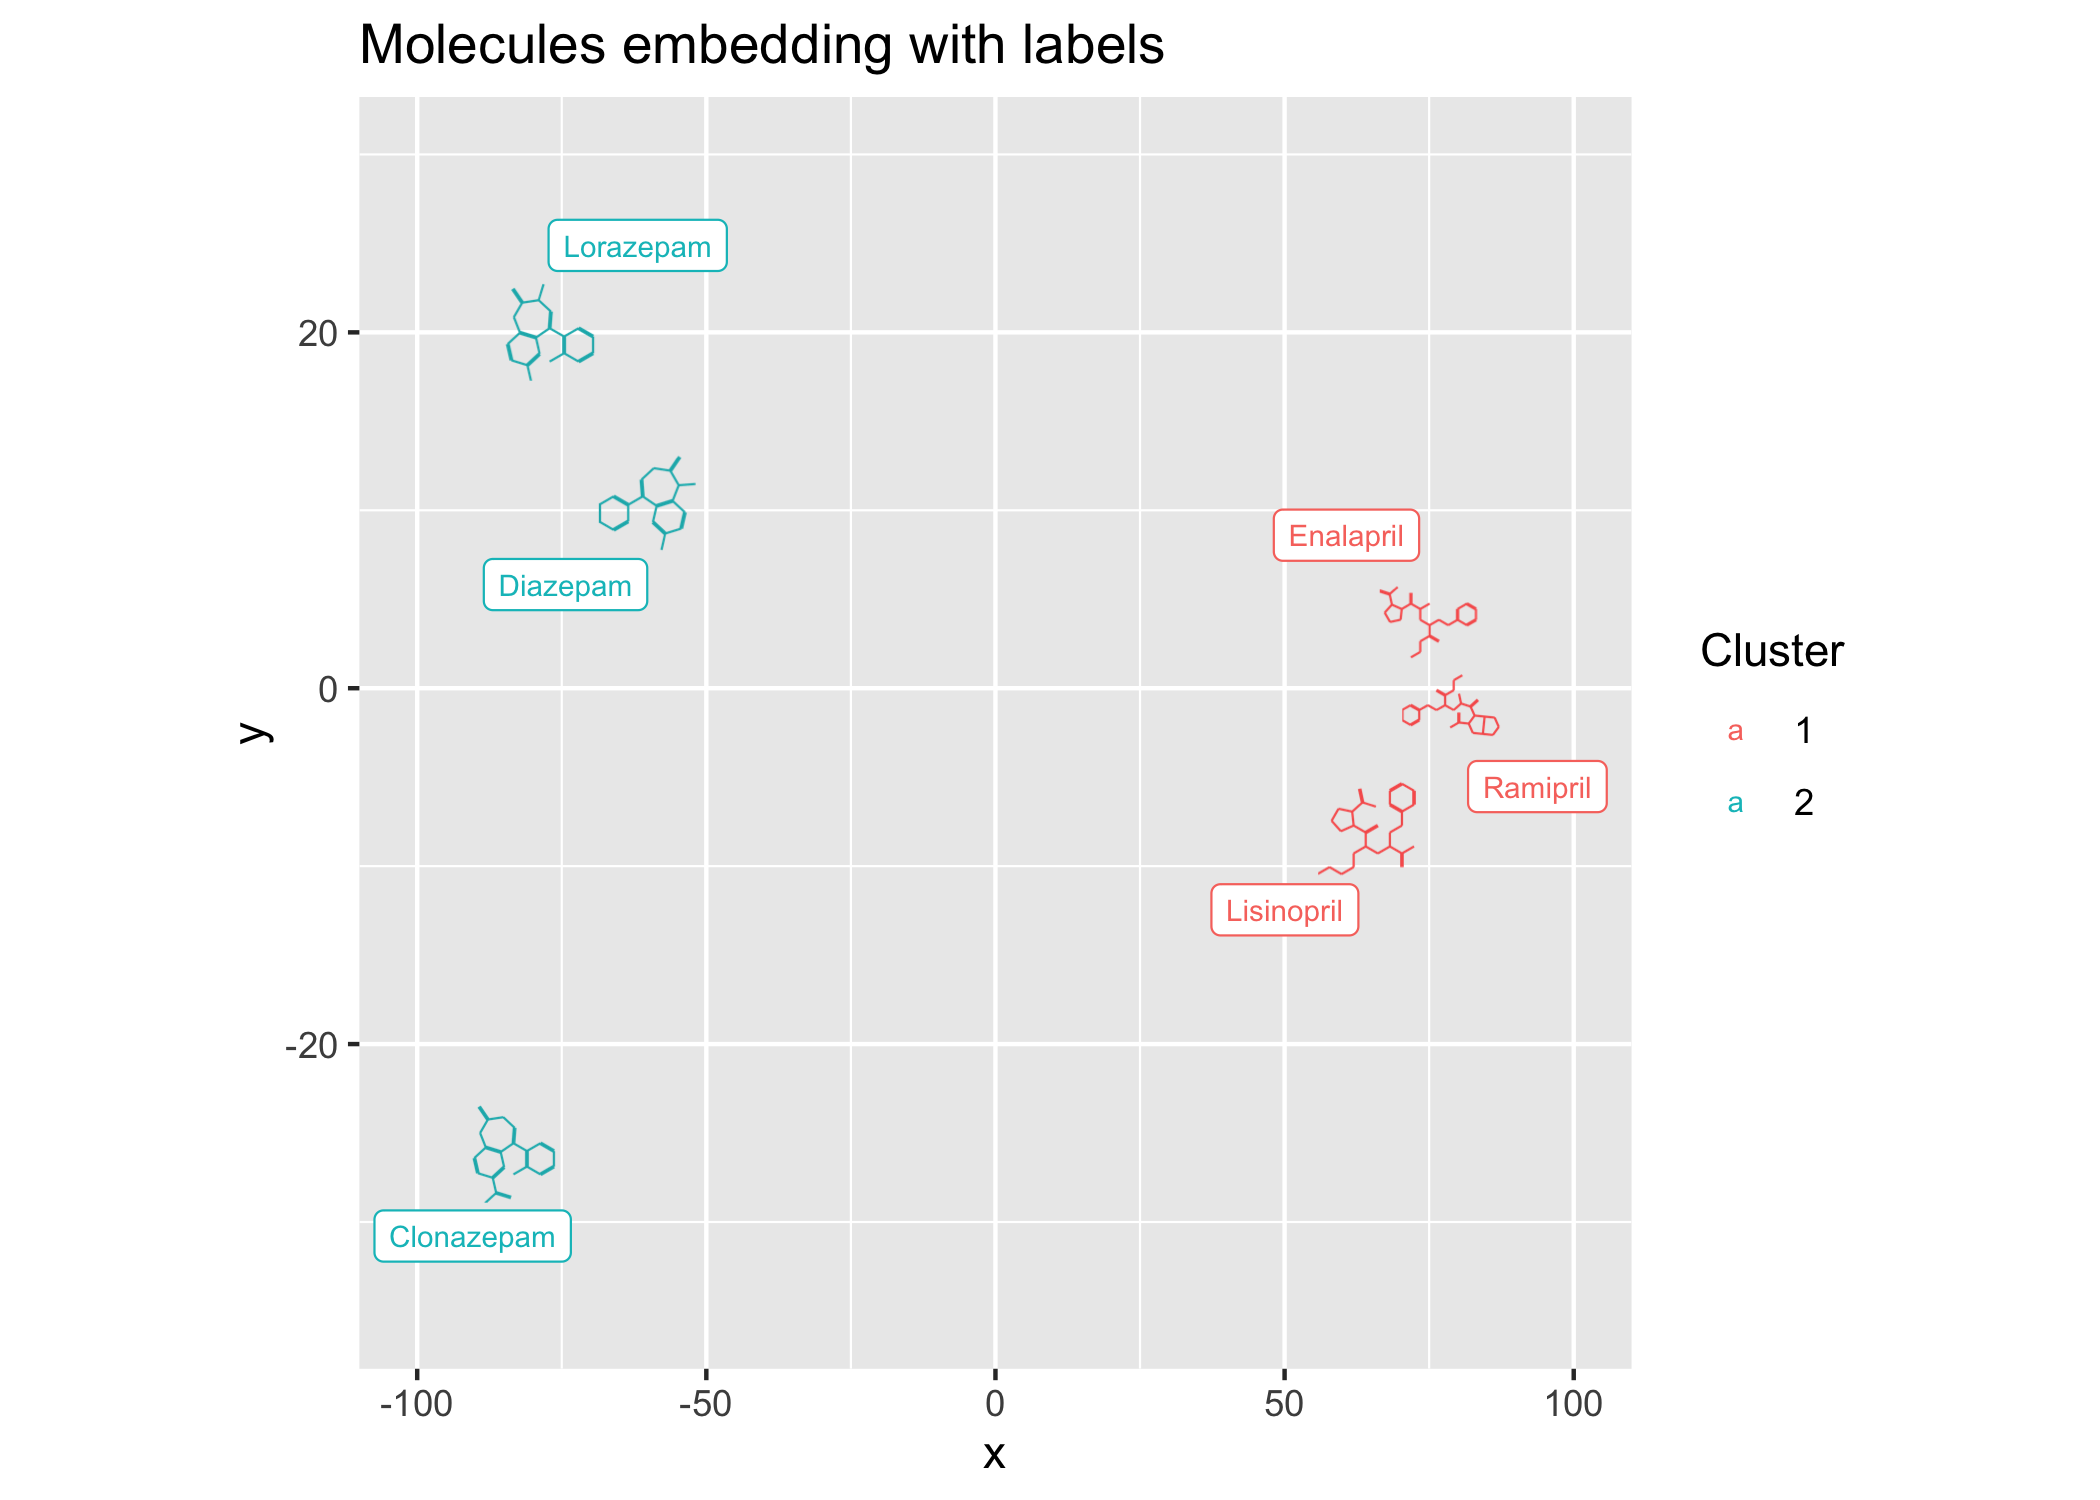 Molecules embedding with labels
Lorazepam
20
Diazepam
Enalapril
0
Ramipril
Lisinopril
-20
Clonazepam
-100 -50 0 50 100
x
y
Cluster
a 1
a 2